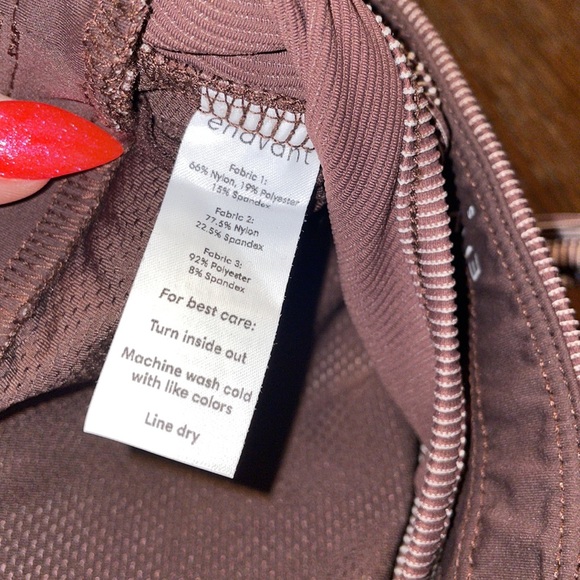 enavant
Fabric 1:
66% Nylon, 19% Polyester
15% Spandex
Fabric 2:
77.5% Nylon
22.5% Spandex
Fabric 3:
92% Polyester
8% Spandex
For best care:
Turn inside out
Machine wash cold
with like colors
Line dry